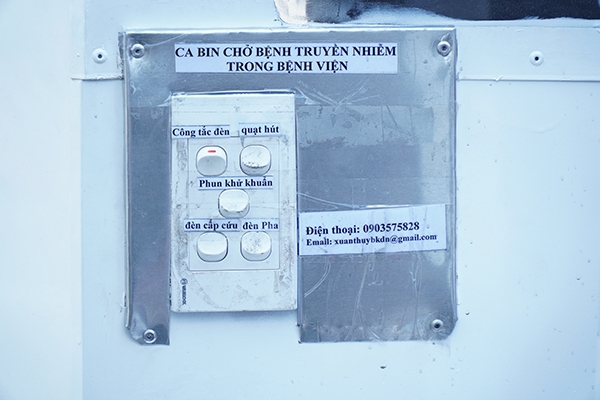 CA BIN CHỞ BỆNH TRUYỀN NHIỄM
TRONG BỆNH VIỆN
Công tắc đèn quạt hút
Phun khử khuẩn
đèn cấp cứu đèn Pha
Điện thoại: 0903575828
Email: xuanthuybkdn@gmail.com